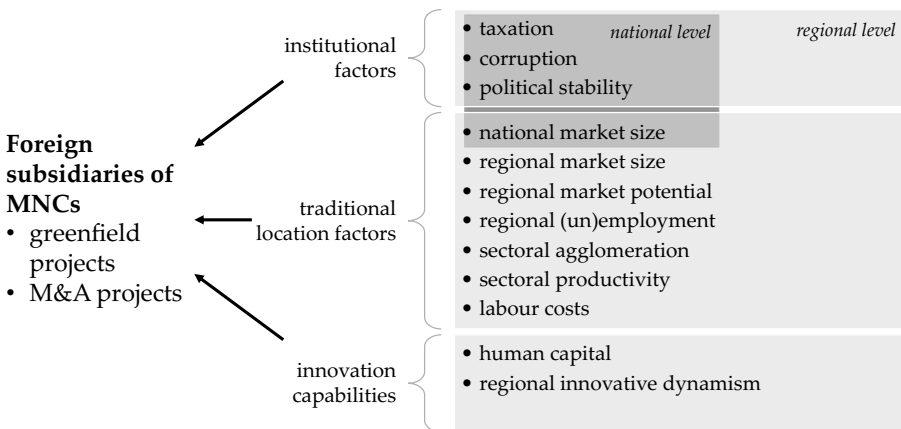 Foreign
subsidiaries of
MNCs
• greenfield
projects
• M&A projects
institutional
factors
• taxation
national level
regional level
• corruption
• political stability
traditional
location factors
• national market size
• regional market size
• regional market potential
• regional (un)employment
• sectoral agglomeration
• sectoral productivity
• labour costs
innovation
capabilities
• human capital
• regional innovative dynamism